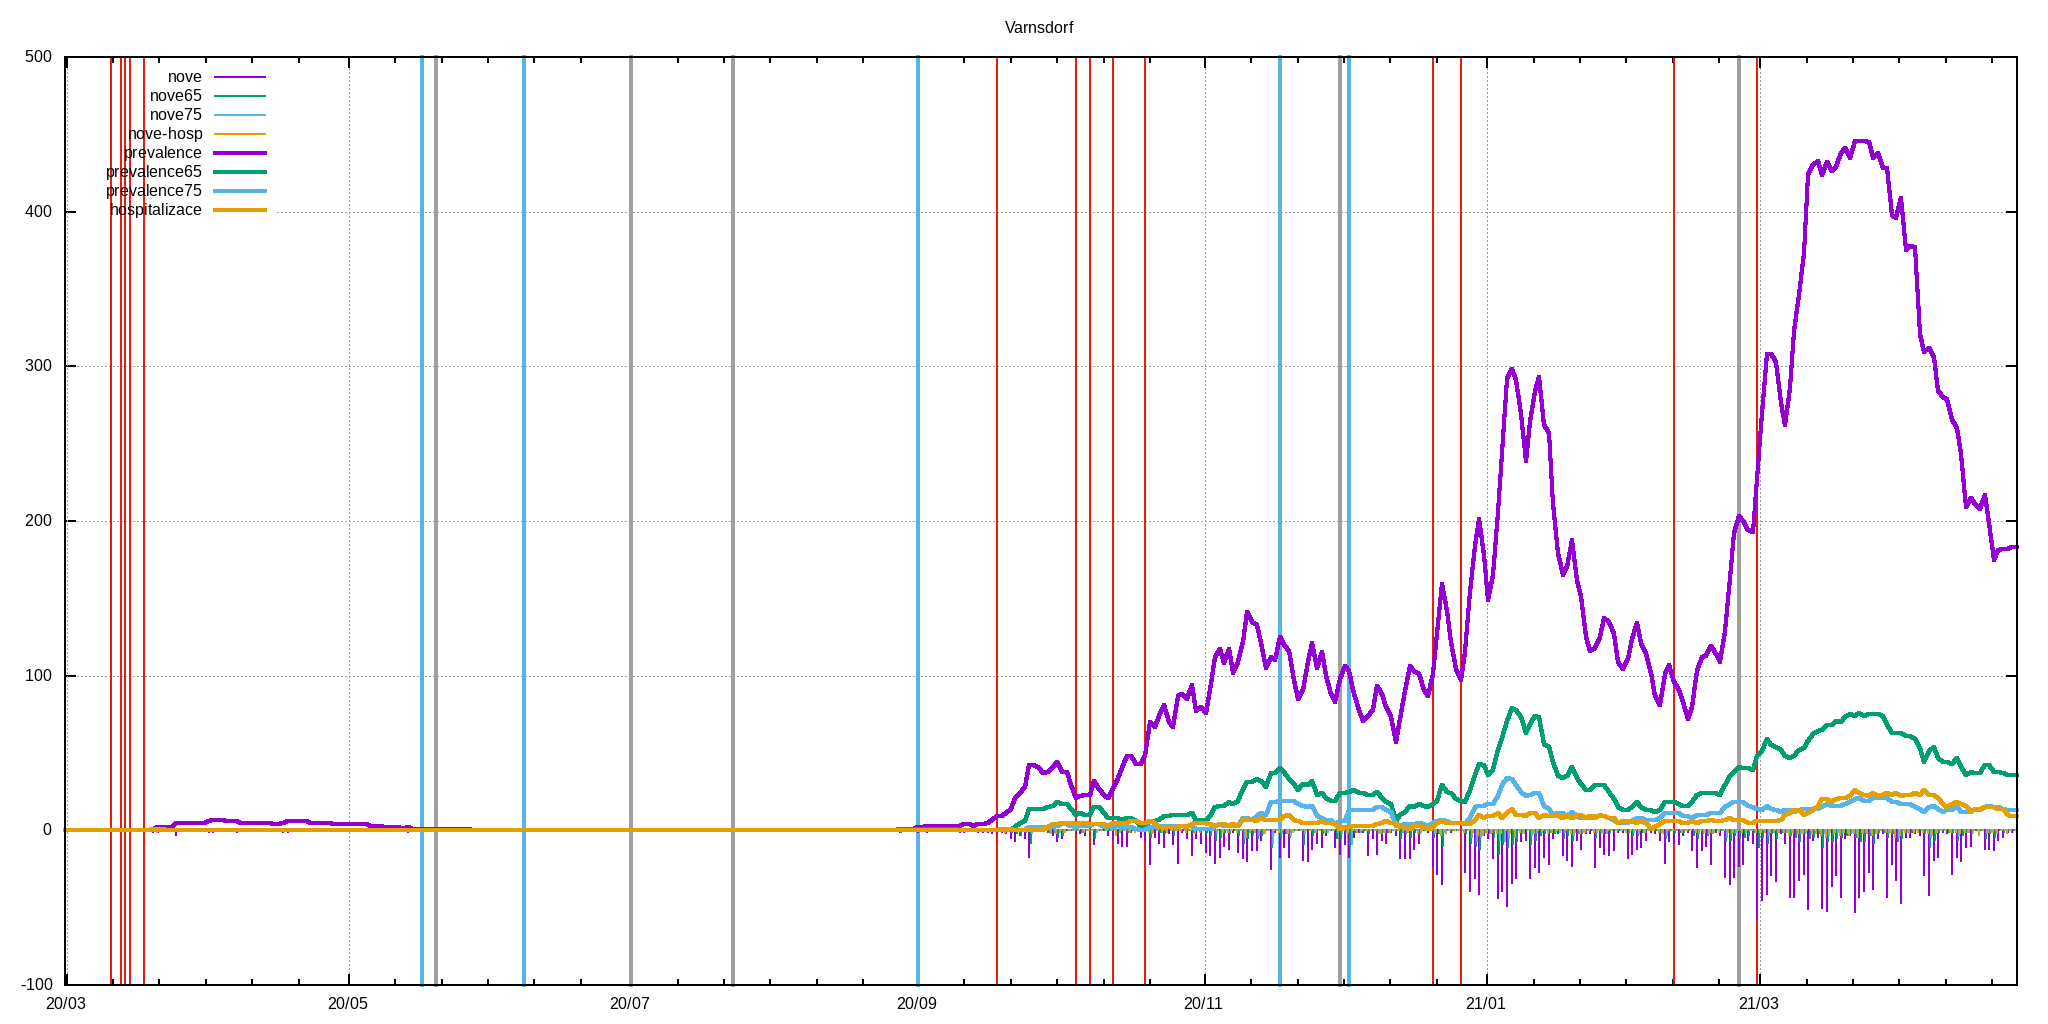 Varnsdorf
500
400
300
200
100
0
-100
nove
nove65
nove75
nove-hosp
prevalence
prevalence65
prevalence75
hospitalizace
20/03 20/05 20/07 20/09 20/11 21/01 21/03